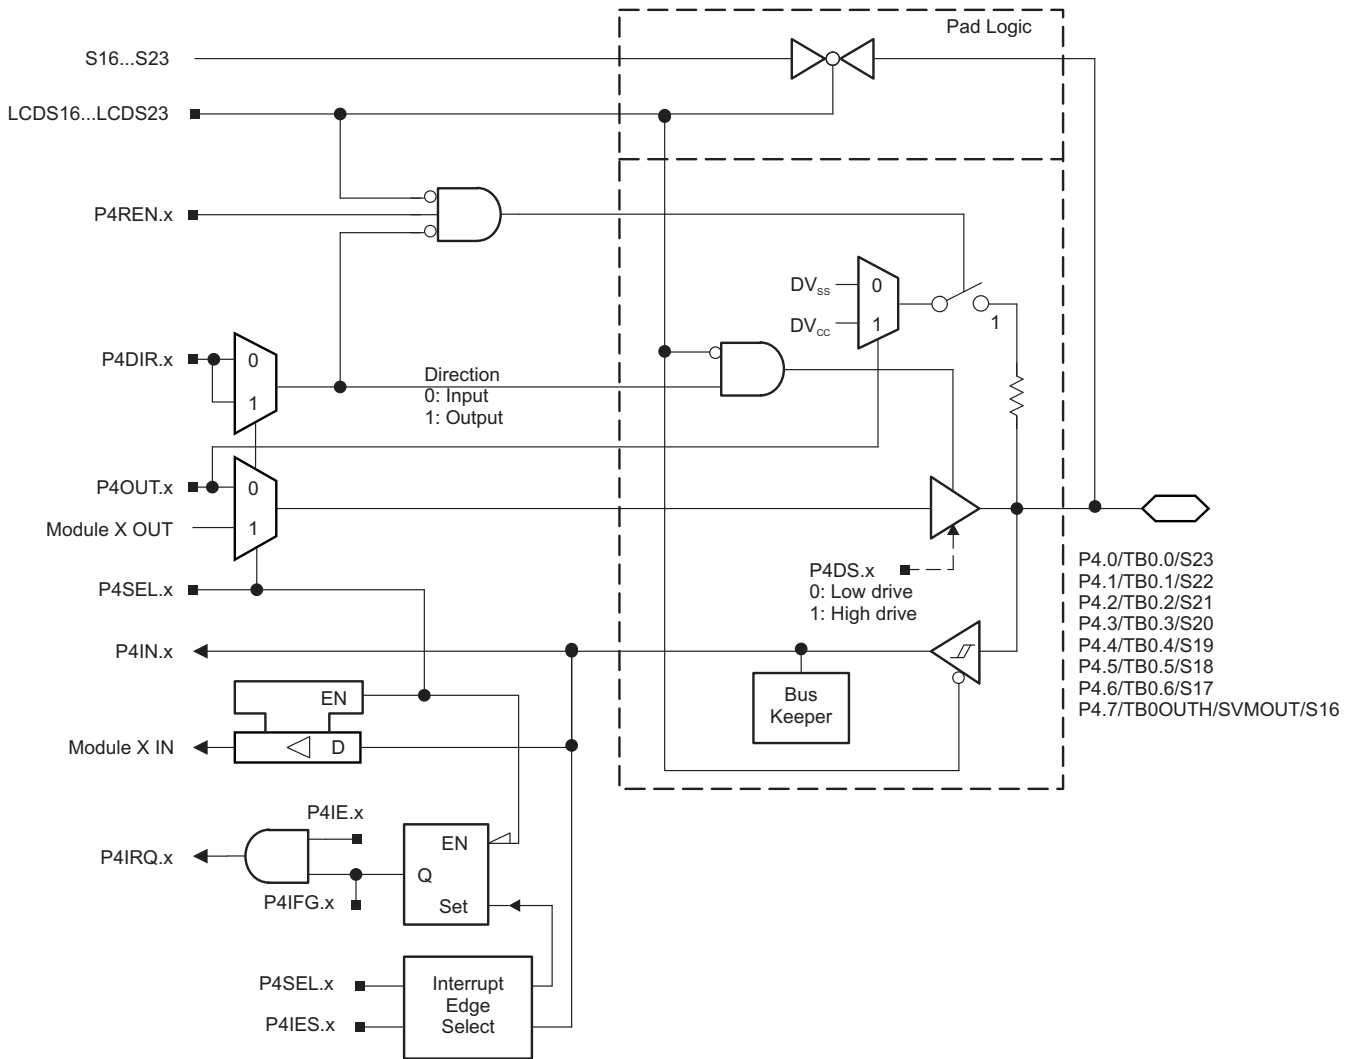 Pad Logic
S16...S23
LCDS16...LCDS23
P4REN.x
DVSS
0
DVCC
1
1
P4DIR.x
0
1
Direction
0: Input
1: Output
P4OUT.x
0
Module X OUT
1
P4SEL.x
P4DS.x
0: Low drive
1: High drive
P4.0/TB0.0/S23
P4.1/TB0.1/S22
P4.2/TB0.2/S21
P4.3/TB0.3/S20
P4.4/TB0.4/S19
P4.5/TB0.5/S18
P4.6/TB0.6/S17
P4.7/TB0OUTH/SVMOUT/S16
P4IN.x
Bus
Keeper
EN
Module X IN
D
P4IE.x
P4IRQ.x
EN
Q
Set
P4IFG.x
P4SEL.x
P4IES.x
Interrupt
Edge
Select